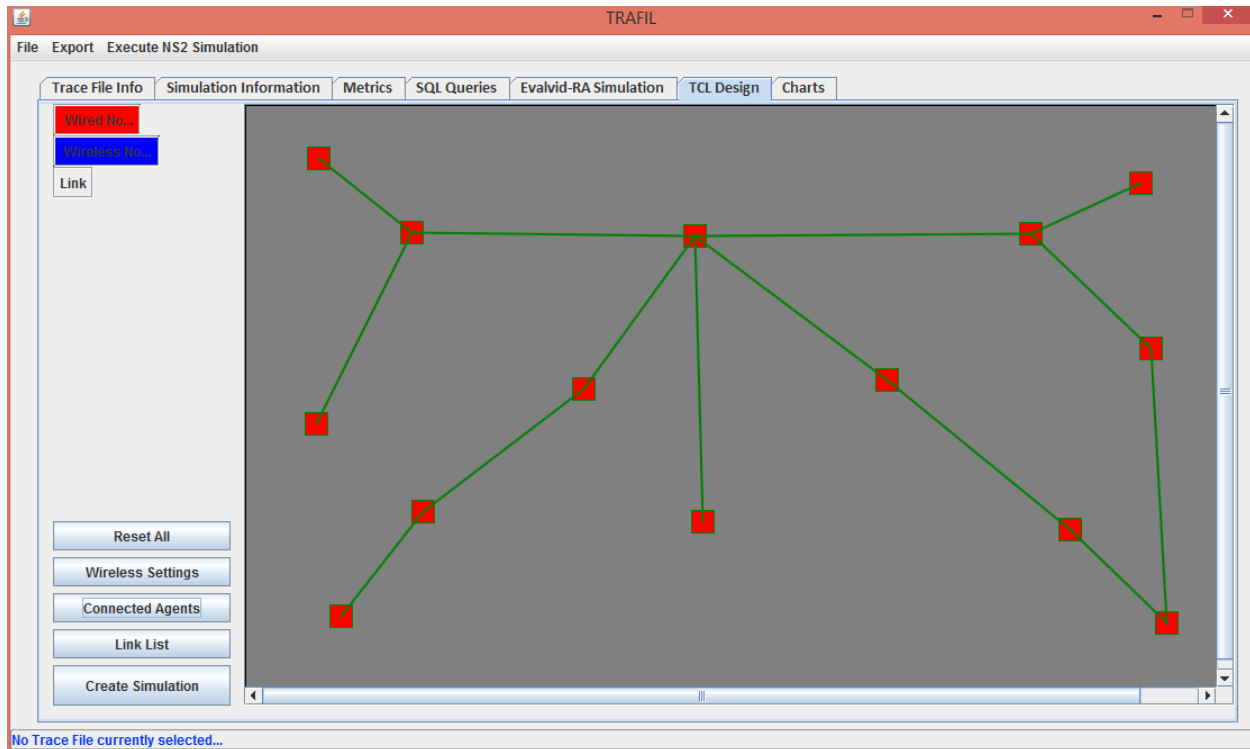 TRAFIL
File Export Execute NS2 Simulation
Trace File Info Simulation Information Metrics SQL Queries Evalvid-RA Simulation TCL Design Charts
Wired No...
Wireless No...
Link
Reset All
Wireless Settings
Connected Agents
Link List
Create Simulation
No Trace File currently selected...